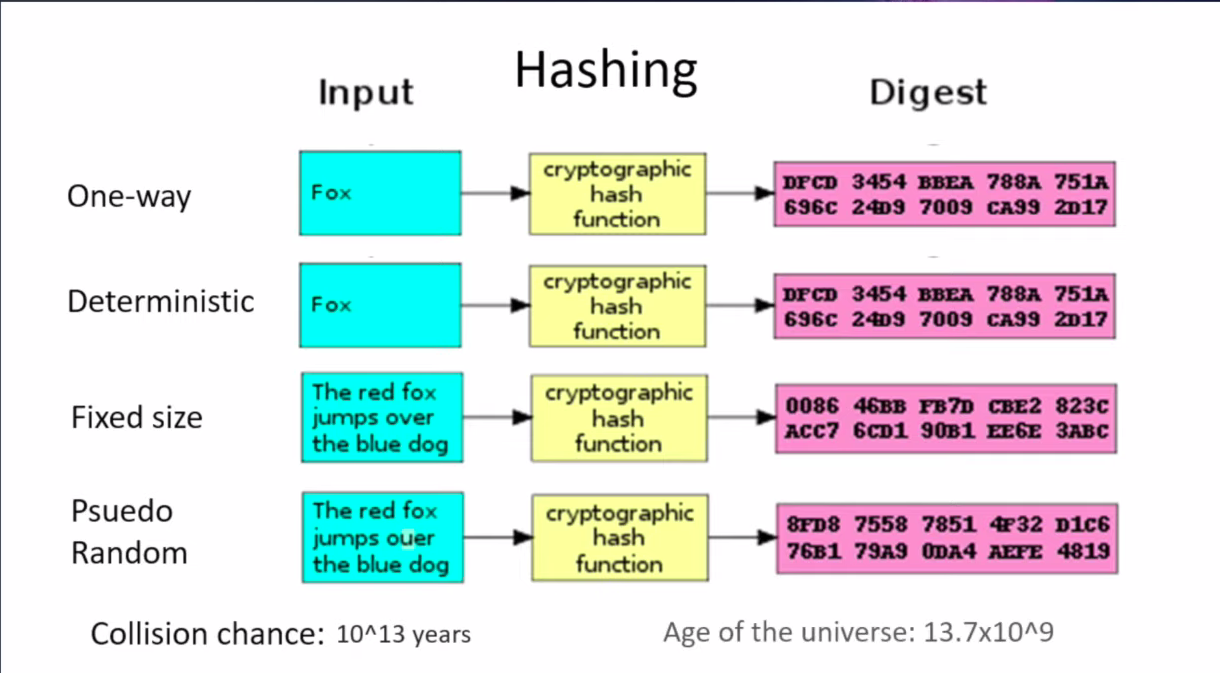 Hashing
Input
Digest
One-way
Fox
cryptographic
hash
function
DFCD 3454 BBEA 788A 751A
696C 24D9 7009 CA99 2D17
Deterministic
Fox
cryptographic
hash
function
DFCD 3454 BBEA 788A 751A
696C 24D9 7009 CA99 2D17
Fixed size
The red fox
jumps over
the blue dog
cryptographic
hash
function
0086 46BB FB7D CBE2 823C
ACC7 6CD1 90B1 EE6E 3ABC
Psuedo
Random
The red fox
jumps ouer
the blue dog
cryptographic
hash
function
8FD8 7558 7851 4F32 D1C6
76B1 79A9 0DA4 AEFE 4819
Collision chance: 10^13 years
Age of the universe: 13.7x10^9